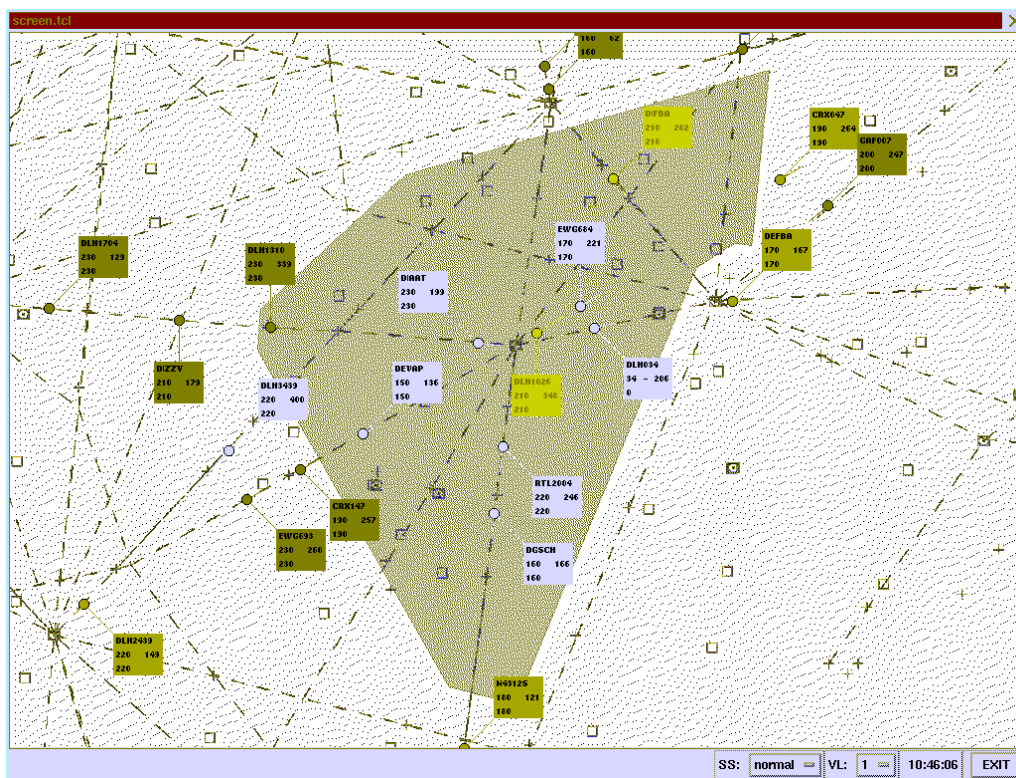 screen.tcl
160 62
160
DIFBA
210 202
210
CRX047
190 264
190
GAF007
200 247
200
DLH1704
230 129
230
DLH1310
230 339
230
EWG684
170 221
170
DEFBA
170 167
170
DIAAT
230 199
230
DIZZV
210 179
210
DLH3439
220 400
220
DEVAP
150 136
150
DLH1026
210 340
210
DLH034
34 - 206
0
CRX147
190 257
190
EWG693
230 260
230
RTL2004
220 246
220
DGSCH
160 166
160
DLH2439
220 149
220
N4312S
180 121
180
SS: normal VL: 1 10:46:06 EXIT